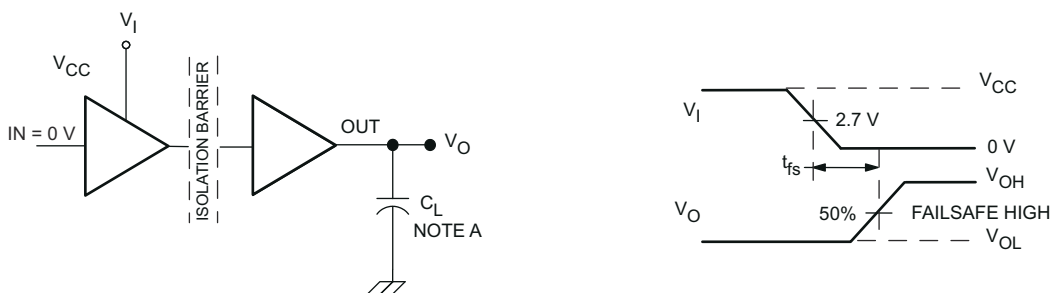 V_I
V_CC
IN = 0 V
ISOLATION BARRIER
OUT
V_O
C_L
NOTE A
V_I
V_CC
2.7 V
0 V
t_fs
V_OH
V_O
50%
FAILSAFE HIGH
V_OL